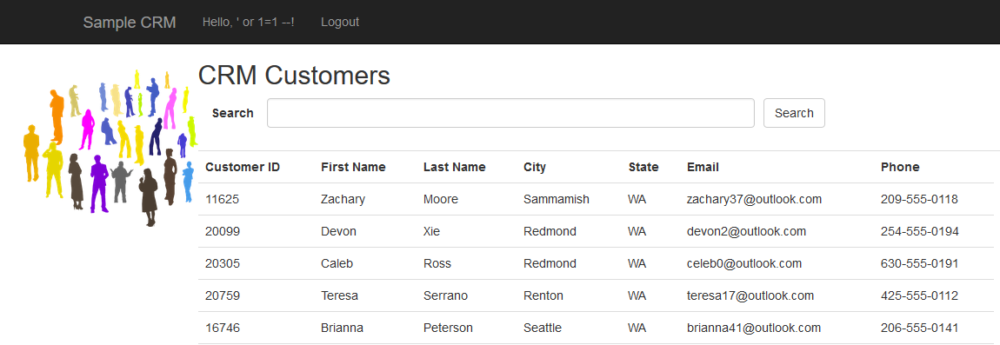 Sample CRM Hello, ' or 1=1 --! Logout
CRM Customers
Search Search
Customer ID First Name Last Name City State Email Phone
11625 Zachary Moore Sammamish WA zachary37@outlook.com 209-555-0118
20099 Devon Xie Redmond WA devon2@outlook.com 254-555-0194
20305 Caleb Ross Redmond WA celeb0@outlook.com 630-555-0191
20759 Teresa Serrano Renton WA teresa17@outlook.com 425-555-0112
16746 Brianna Peterson Seattle WA brianna41@outlook.com 206-555-0141